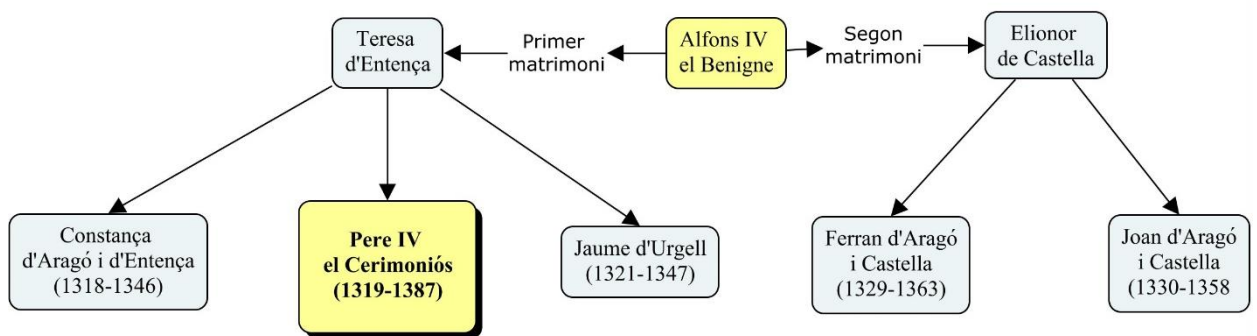 Teresa
d'Entença
Primer
matrimoni
Alfons IV
el Benigne
Segon
matrimoni
Elionor
de Castella
Constança
d'Aragó i d'Entença
(1318-1346)
Pere IV
el Cerimoniós
(1319-1387)
Jaume d'Urgell
(1321-1347)
Ferran d'Aragó
i Castella
(1329-1363)
Joan d'Aragó
i Castella
(1330-1358